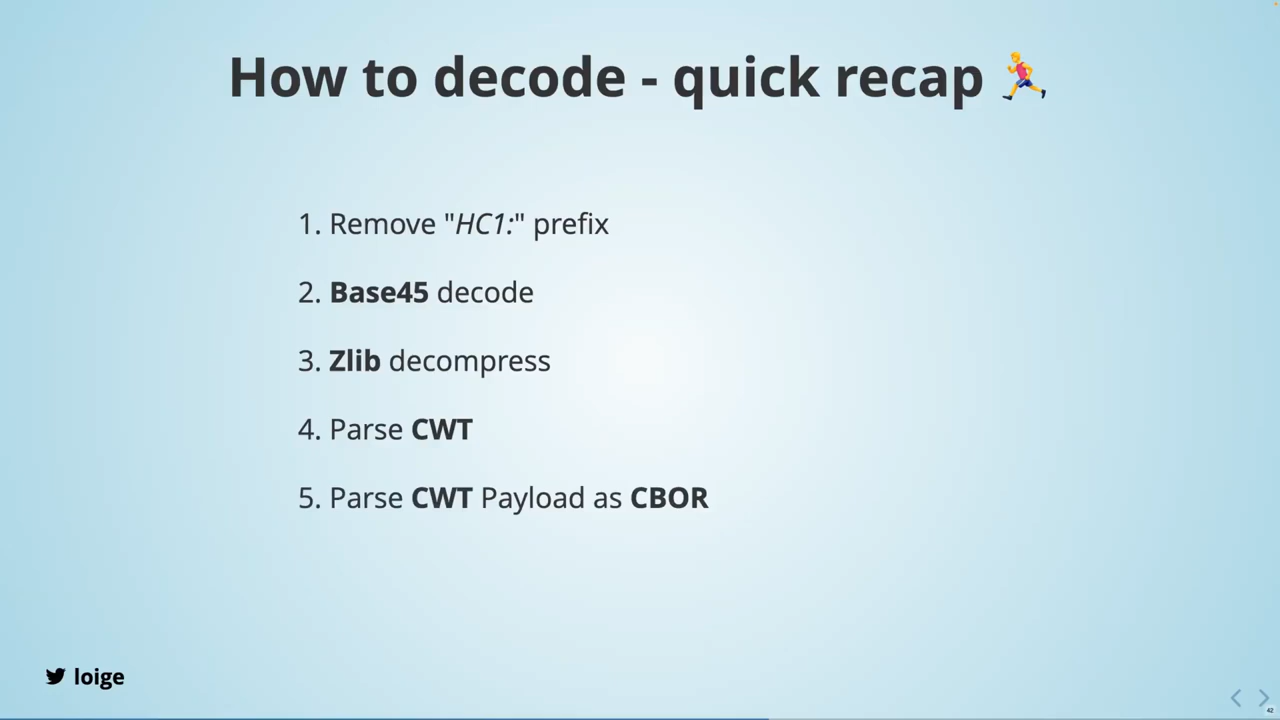 How to decode - quick recap 🏃
1. Remove "HC1:" prefix
2. Base45 decode
3. Zlib decompress
4. Parse CWT
5. Parse CWT Payload as CBOR
loige
42